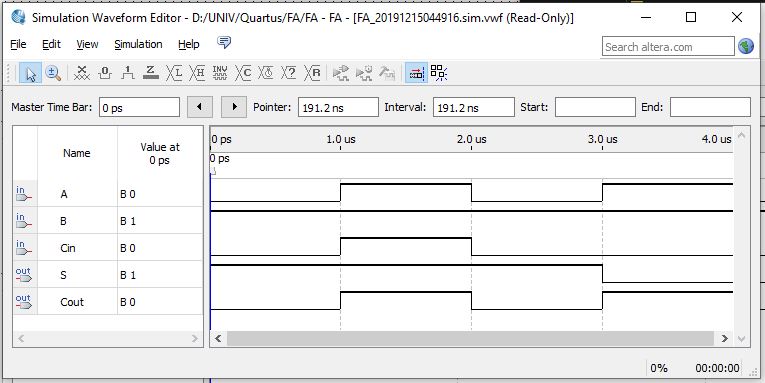 Simulation Waveform Editor - D:/UNIV/Quartus/FA/FA - FA - [FA_20191215044916.sim.vwf (Read-Only)]
File Edit View Simulation Help Search altera.com
Master Time Bar: 0 ps Pointer: 191.2 ns Interval: 191.2 ns Start: End:
Name Value at 0 ps
0 ps 1.0 us 2.0 us 3.0 us 4.0 us
0 ps
in A B 0
in B B 1
in Cin B 0
out S B 1
out Cout B 0
0% 00:00:00